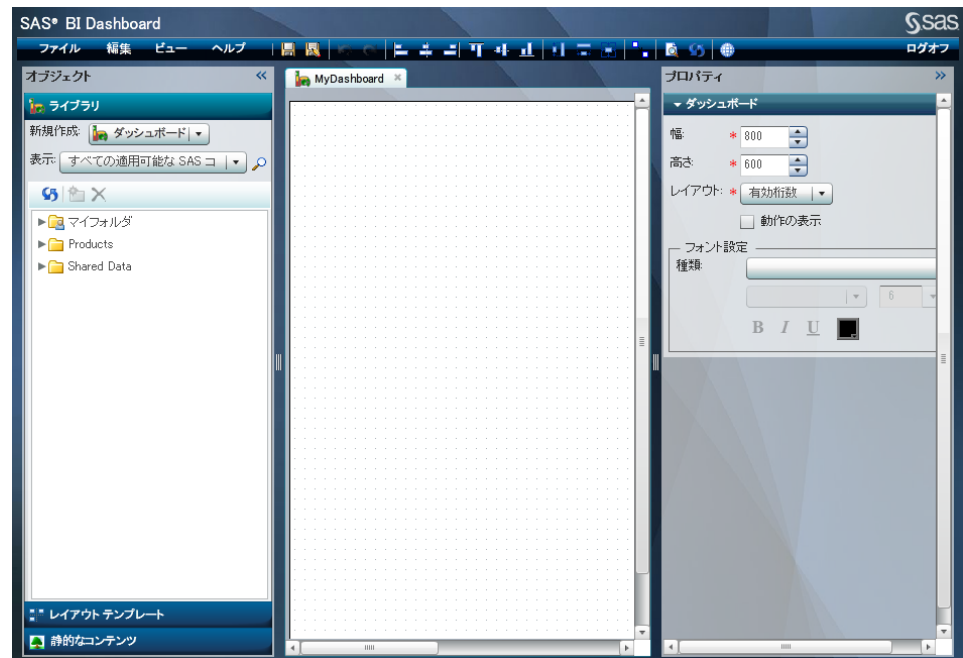 SAS® BI Dashboard
sas
ファイル 編集 ビュー ヘルプ ログオフ
オブジェクト
ライブラリ
新規作成: ダッシュボード
表示: すべての適用可能な SAS コ
マイフォルダ
Products
Shared Data
レイアウト テンプレート
静的なコンテンツ
MyDashboard
プロパティ
ダッシュボード
幅: * 800
高さ: * 600
レイアウト: * 有効桁数
動作の表示
フォント設定
種類:
6
B I U